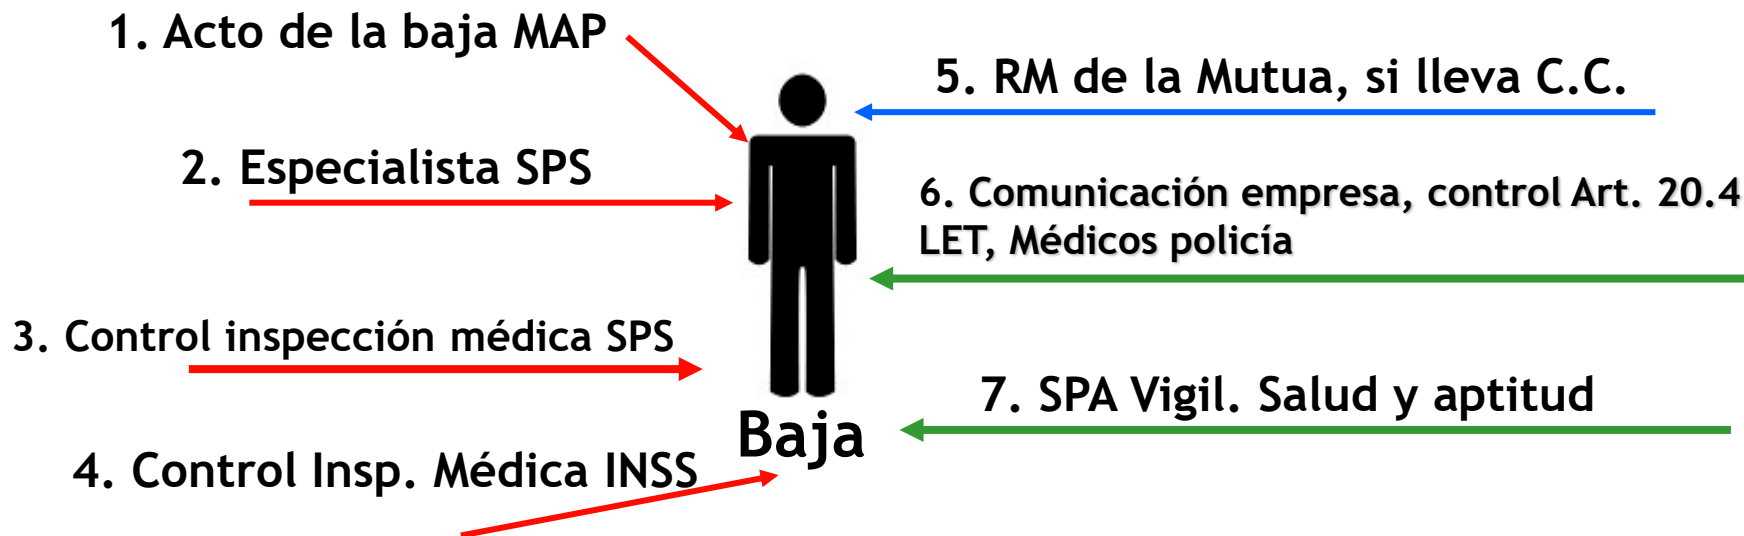 1. Acto de la baja MAP
2. Especialista SPS
3. Control inspección médica SPS
4. Control Insp. Médica INSS
Baja
5. RM de la Mutua, si lleva C.C.
6. Comunicación empresa, control Art. 20.4
LET, Médicos policía
7. SPA Vigil. Salud y aptitud